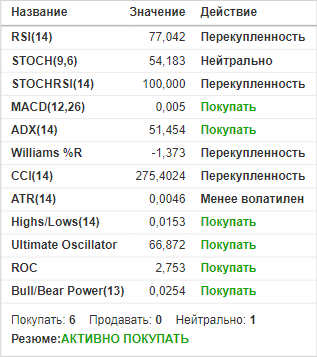 Название Значение Действие
RSI(14) 77,042 Перекупленность
STOCH(9,6) 54,183 Нейтрально
STOCHRSI(14) 100,000 Перекупленность
MACD(12,26) 0,005 Покупать
ADX(14) 51,454 Покупать
Williams %R -1,373 Перекупленность
CCI(14) 275,4024 Перекупленность
ATR(14) 0,0046 Менее волатилен
Highs/Lows(14) 0,0153 Покупать
Ultimate Oscillator 66,872 Покупать
ROC 2,753 Покупать
Bull/Bear Power(13) 0,0254 Покупать
Покупать: 6 Продавать: 0 Нейтрально: 1
Резюме:АКТИВНО ПОКУПАТЬ